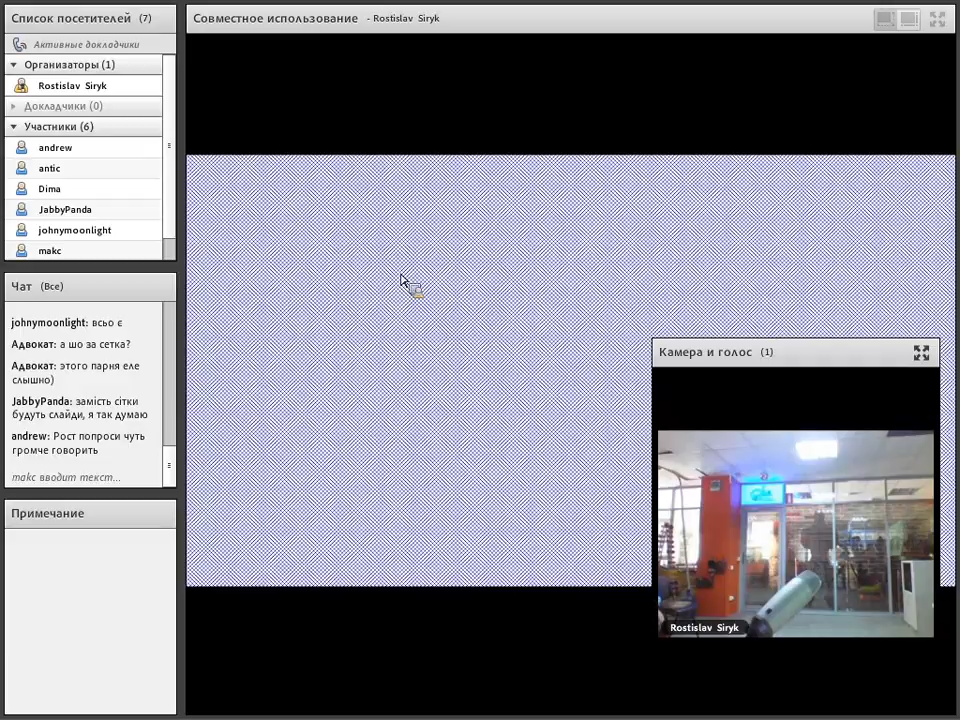 Список посетителей (7)
Активные докладчики
Организаторы (1)
Rostislav Siryk
Докладчики (0)
Участники (6)
andrew
antic
Dima
JabbyPanda
johnymoonlight
makc
Чат (Все)
johnymoonlight: всьо є
Адвокат: а шо за сетка?
Адвокат: этого парня еле
слышно)
JabbyPanda: замість сітки
будуть слайди, я так думаю
andrew: Рост попроси чуть
громче говорить
makc вводит текст...
Примечание
Совместное использование - Rostislav Siryk
Камера и голос (1)
Rostislav Siryk